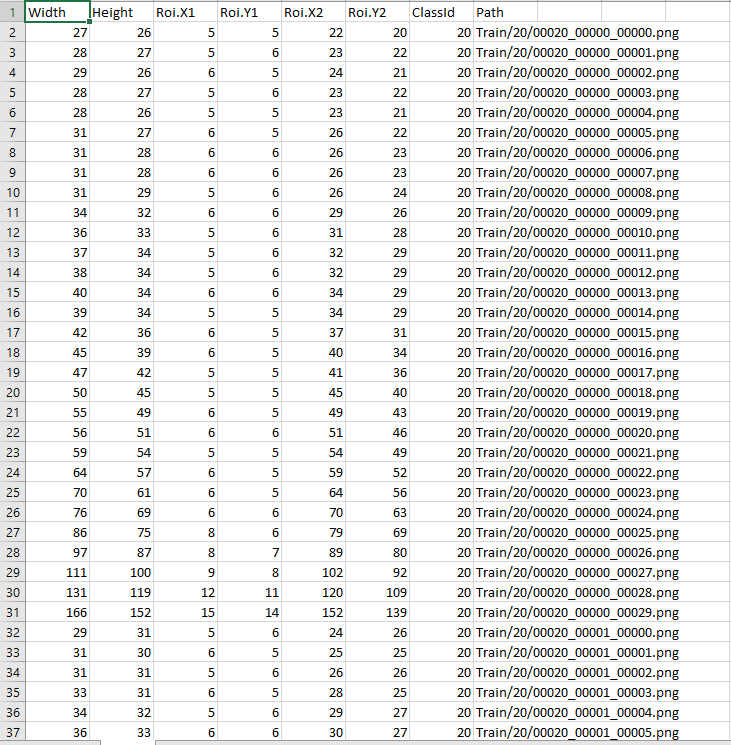 1 Width Height Roi.X1 Roi.Y1 Roi.X2 Roi.Y2 ClassId Path
2 27 26 5 5 22 20 20 Train/20/00020_00000_00000.png
3 28 27 5 6 23 22 20 Train/20/00020_00000_00001.png
4 29 26 6 5 24 21 20 Train/20/00020_00000_00002.png
5 28 27 5 6 23 22 20 Train/20/00020_00000_00003.png
6 28 26 5 5 23 21 20 Train/20/00020_00000_00004.png
7 31 27 6 5 26 22 20 Train/20/00020_00000_00005.png
8 31 28 6 6 26 23 20 Train/20/00020_00000_00006.png
9 31 28 6 6 26 23 20 Train/20/00020_00000_00007.png
10 31 29 5 6 26 24 20 Train/20/00020_00000_00008.png
11 34 32 6 6 29 26 20 Train/20/00020_00000_00009.png
12 36 33 5 6 31 28 20 Train/20/00020_00000_00010.png
13 37 34 5 6 32 29 20 Train/20/00020_00000_00011.png
14 38 34 5 6 32 29 20 Train/20/00020_00000_00012.png
15 40 34 6 6 34 29 20 Train/20/00020_00000_00013.png
16 39 34 5 5 34 29 20 Train/20/00020_00000_00014.png
17 42 36 6 5 37 31 20 Train/20/00020_00000_00015.png
18 45 39 6 5 40 34 20 Train/20/00020_00000_00016.png
19 47 42 5 5 41 36 20 Train/20/00020_00000_00017.png
20 50 45 5 5 45 40 20 Train/20/00020_00000_00018.png
21 55 49 6 5 49 43 20 Train/20/00020_00000_00019.png
22 56 51 6 6 51 46 20 Train/20/00020_00000_00020.png
23 59 54 5 5 54 49 20 Train/20/00020_00000_00021.png
24 64 57 6 5 59 52 20 Train/20/00020_00000_00022.png
25 70 61 6 5 64 56 20 Train/20/00020_00000_00023.png
26 76 69 6 6 70 63 20 Train/20/00020_00000_00024.png
27 86 75 8 6 79 69 20 Train/20/00020_00000_00025.png
28 97 87 8 7 89 80 20 Train/20/00020_00000_00026.png
29 111 100 9 8 102 92 20 Train/20/00020_00000_00027.png
30 131 119 12 11 120 109 20 Train/20/00020_00000_00028.png
31 166 152 15 14 152 139 20 Train/20/00020_00000_00029.png
32 29 31 5 6 24 26 20 Train/20/00020_00001_00000.png
33 31 30 6 5 25 25 20 Train/20/00020_00001_00001.png
34 31 31 5 6 26 26 20 Train/20/00020_00001_00002.png
35 33 31 6 5 28 25 20 Train/20/00020_00001_00003.png
36 34 32 5 6 29 27 20 Train/20/00020_00001_00004.png
37 36 33 6 6 30 27 20 Train/20/00020_00001_00005.png